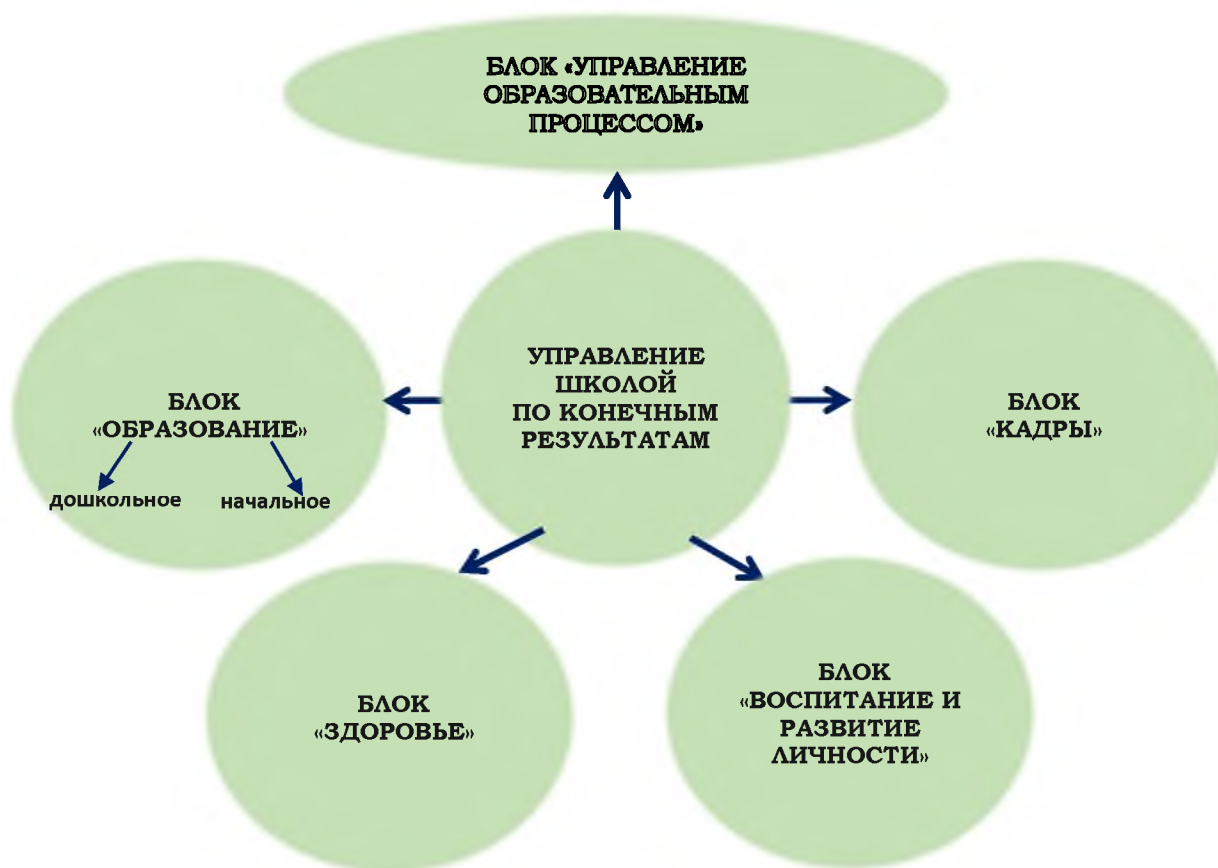 БЛОК «УПРАВЛЕНИЕ
ОБРАЗОВАТЕЛЬНЫМ
ПРОЦЕССОМ»
УПРАВЛЕНИЕ
ШКОЛОЙ
ПО КОНЕЧНЫМ
РЕЗУЛЬТАТАМ
БЛОК
«ОБРАЗОВАНИЕ»
дошкольное
начальное
БЛОК
«КАДРЫ»
БЛОК
«ЗДОРОВЬЕ»
БЛОК
«ВОСПИТАНИЕ И
РАЗВИТИЕ
ЛИЧНОСТИ»